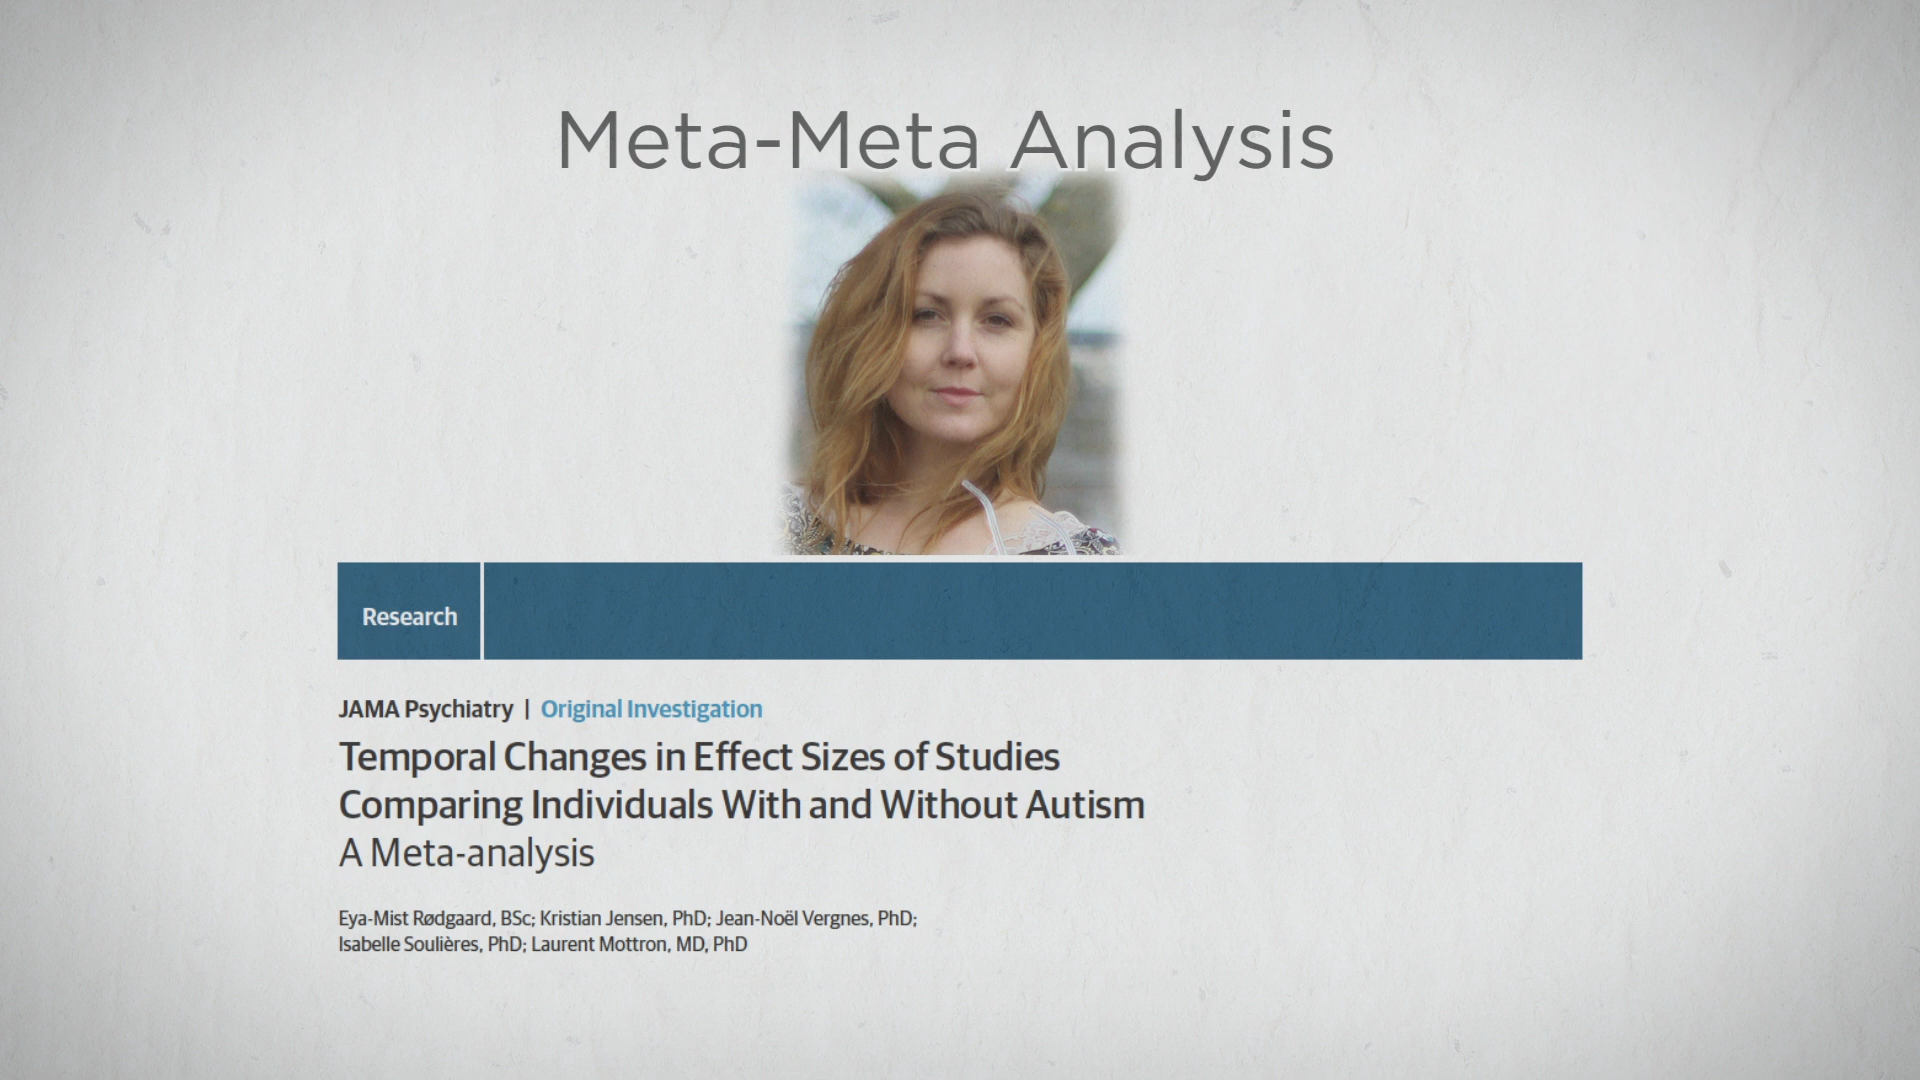 Meta-Meta Analysis
Research
JAMA Psychiatry | Original Investigation
Temporal Changes in Effect Sizes of Studies
Comparing Individuals With and Without Autism
A Meta-analysis
Eya-Mist Rødgaard, BSc; Kristian Jensen, PhD; Jean-Noël Vergnes, PhD;
Isabelle Soulières, PhD; Laurent Mottron, MD, PhD